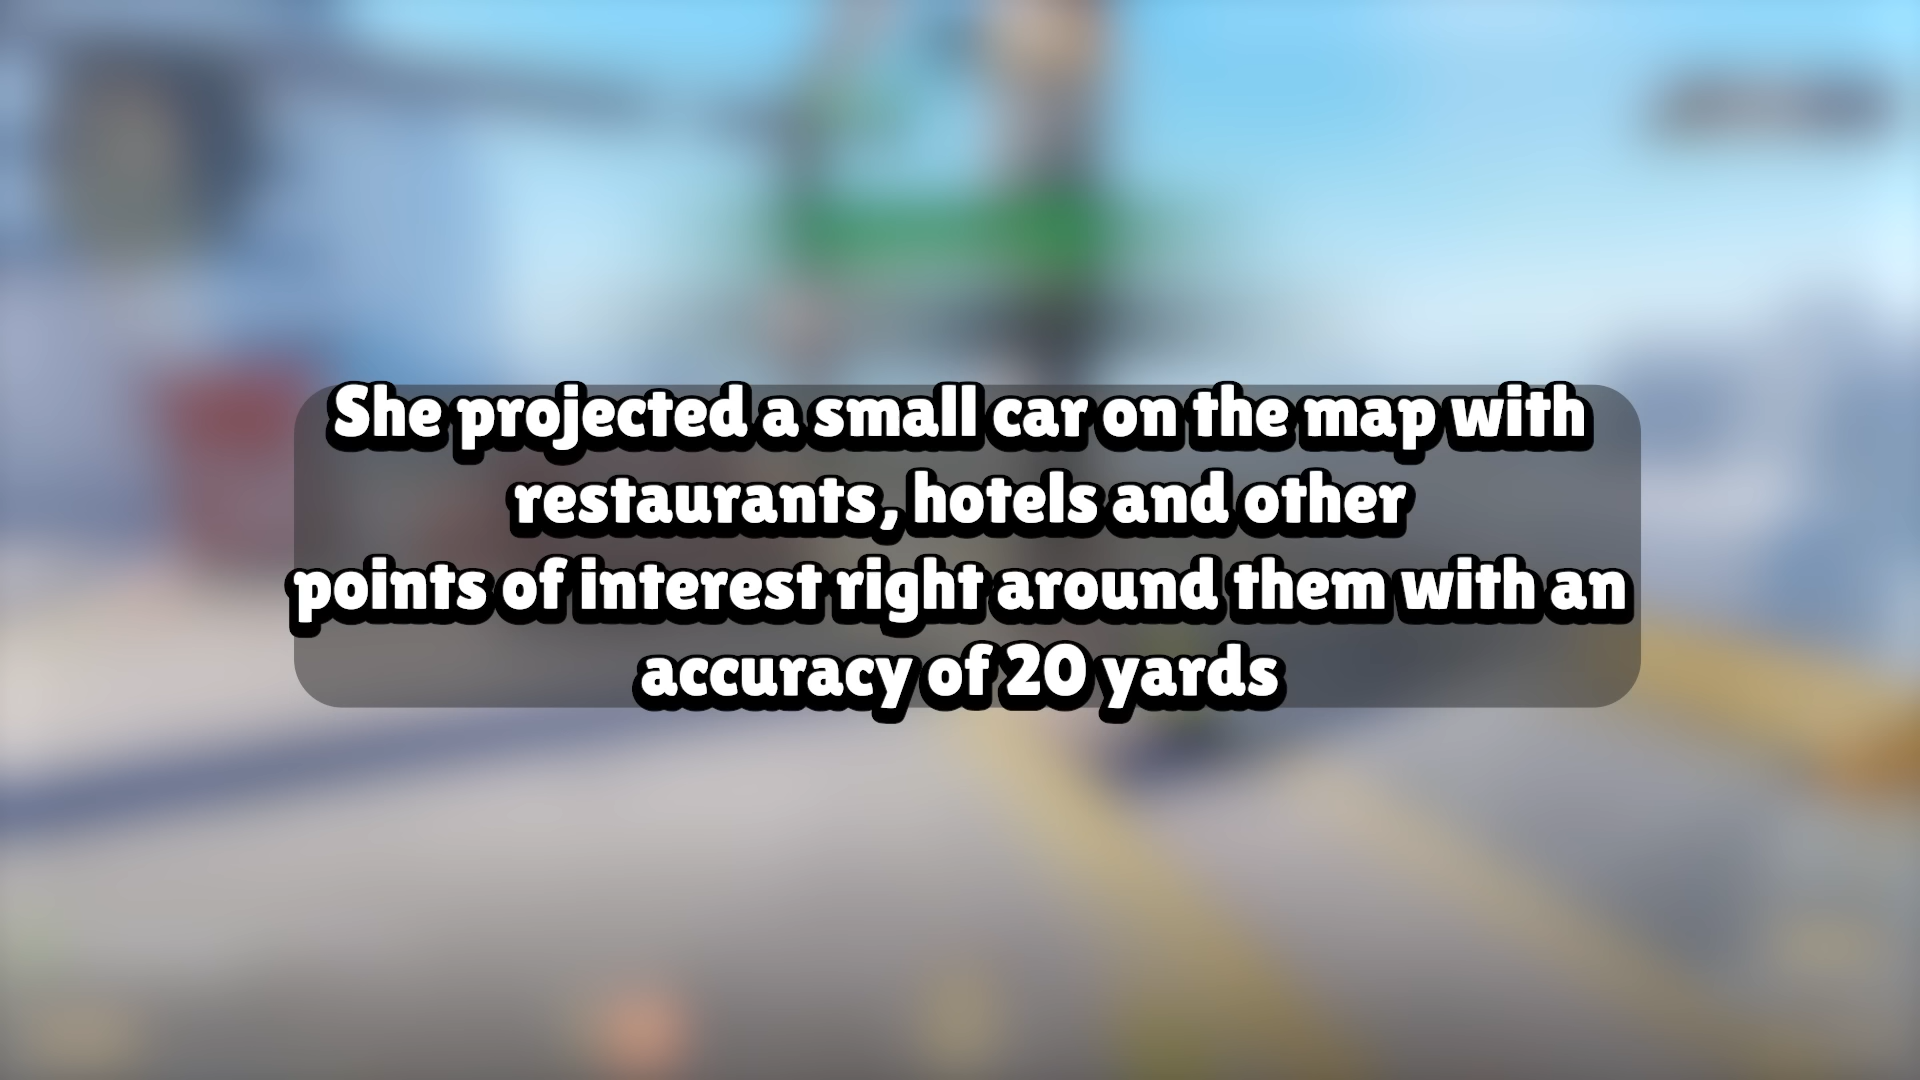 She projected a small car on the map with
restaurants, hotels and other
points of interest right around them with an
accuracy of 20 yards